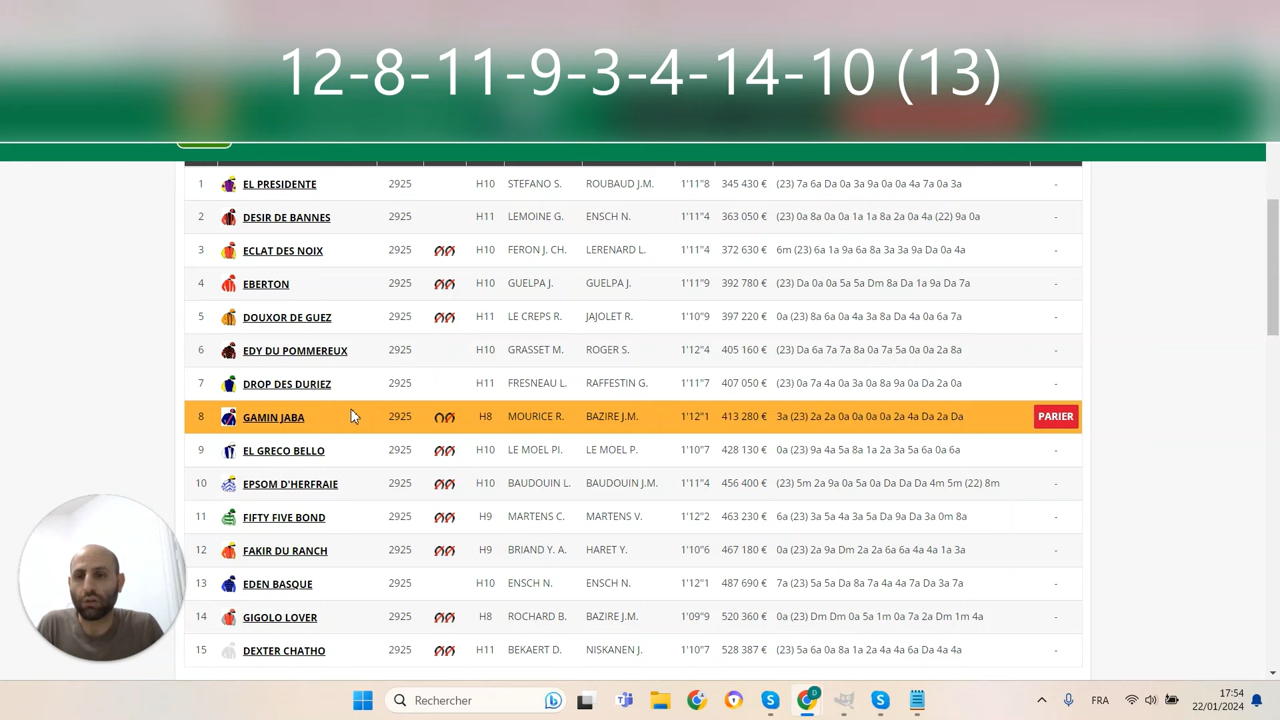 12-8-11-9-3-4-14-10 (13)
1 EL PRESIDENTE 2925 H10 STEFANO S. ROUBAUD J.M. 1'11"8 345 430 € (23) 7a 6a Da 0a 3a 9a 0a 0a 4a 7a 0a 3a -
2 DESIR DE BANNES 2925 H11 LEMOINE G. ENSCH N. 1'11"4 363 050 € (23) 0a 8a 0a 0a 1a 1a 8a 2a 0a 4a (22) 9a 0a -
3 ECLAT DES NOIX 2925 H10 FERON J. CH. LERENARD L. 1'11"4 372 630 € 6m (23) 6a 1a 9a 6a 8a 3a 3a 9a Da 0a 4a -
4 EBERTON 2925 H10 GUELPA J. GUELPA J. 1'11"9 392 780 € (23) Da 0a 0a 5a 5a Dm 8a Da 1a 9a Da 7a -
5 DOUXOR DE GUEZ 2925 H11 LE CREPS R. JAJOLET R. 1'10"9 397 220 € 0a (23) 8a 6a 0a 4a 3a 8a Da 4a 0a 6a 7a -
6 EDY DU POMMEREUX 2925 H10 GRASSET M. ROGER S. 1'12"4 405 160 € (23) Da 6a 7a 7a 8a 0a 7a 5a 0a 0a 2a 8a -
7 DROP DES DURIEZ 2925 H11 FRESNEAU L. RAFFESTIN G. 1'11"7 407 050 € (23) 0a 7a 4a 0a 3a 0a 8a 9a Da 2a 0a -
8 GAMIN JABA 2925 H8 MOURICE R. BAZIRE J.M. 1'12"1 413 280 € 3a (23) 2a 2a 0a 0a 0a 0a 2a 4a Da 2a Da PARIER
9 EL GRECO BELLO 2925 H10 LE MOEL PI. LE MOEL P. 1'10"7 428 130 € 0a (23) 9a 4a 5a 8a 1a 2a 3a 5a 6a 0a 6a -
10 EPSOM D'HERFRAIE 2925 H10 BAUDOUIN L. BAUDOUIN J.M. 1'11"4 456 400 € (23) 5m 2a 9a 0a 5a 0a Da Da Da 4m 5m (22) 8m -
11 FIFTY FIVE BOND 2925 H9 MARTENS C. MARTENS V. 1'12"2 463 230 € 6a (23) 3a 5a 4a 3a 5a Da 9a Da 3a 0m 8a -
12 FAKIR DU RANCH 2925 H9 BRIAND Y. A. HARET Y. 1'10"6 467 180 € 0a (23) 2a 9a Dm 2a 2a 6a 6a 4a 4a 1a 3a -
13 EDEN BASQUE 2925 H10 ENSCH N. ENSCH N. 1'12"1 487 690 € 7a (23) 5a 5a Da 8a 7a 4a 4a 7a Da 3a 7a -
14 GIGOLO LOVER 2925 H8 ROCHARD B. BAZIRE J.M. 1'09"9 520 360 € 0a (23) Dm Dm 0a 5a 1m 0a 7a 2a Dm 1m 4a -
15 DEXTER CHATHO 2925 H11 BEKAERT D. NISKANEN J. 1'10"7 528 387 € (23) 5a 6a 0a 8a 1a 2a 4a 4a 6a Da 4a 4a -
Rechercher
FRA
17:54
22/01/2024